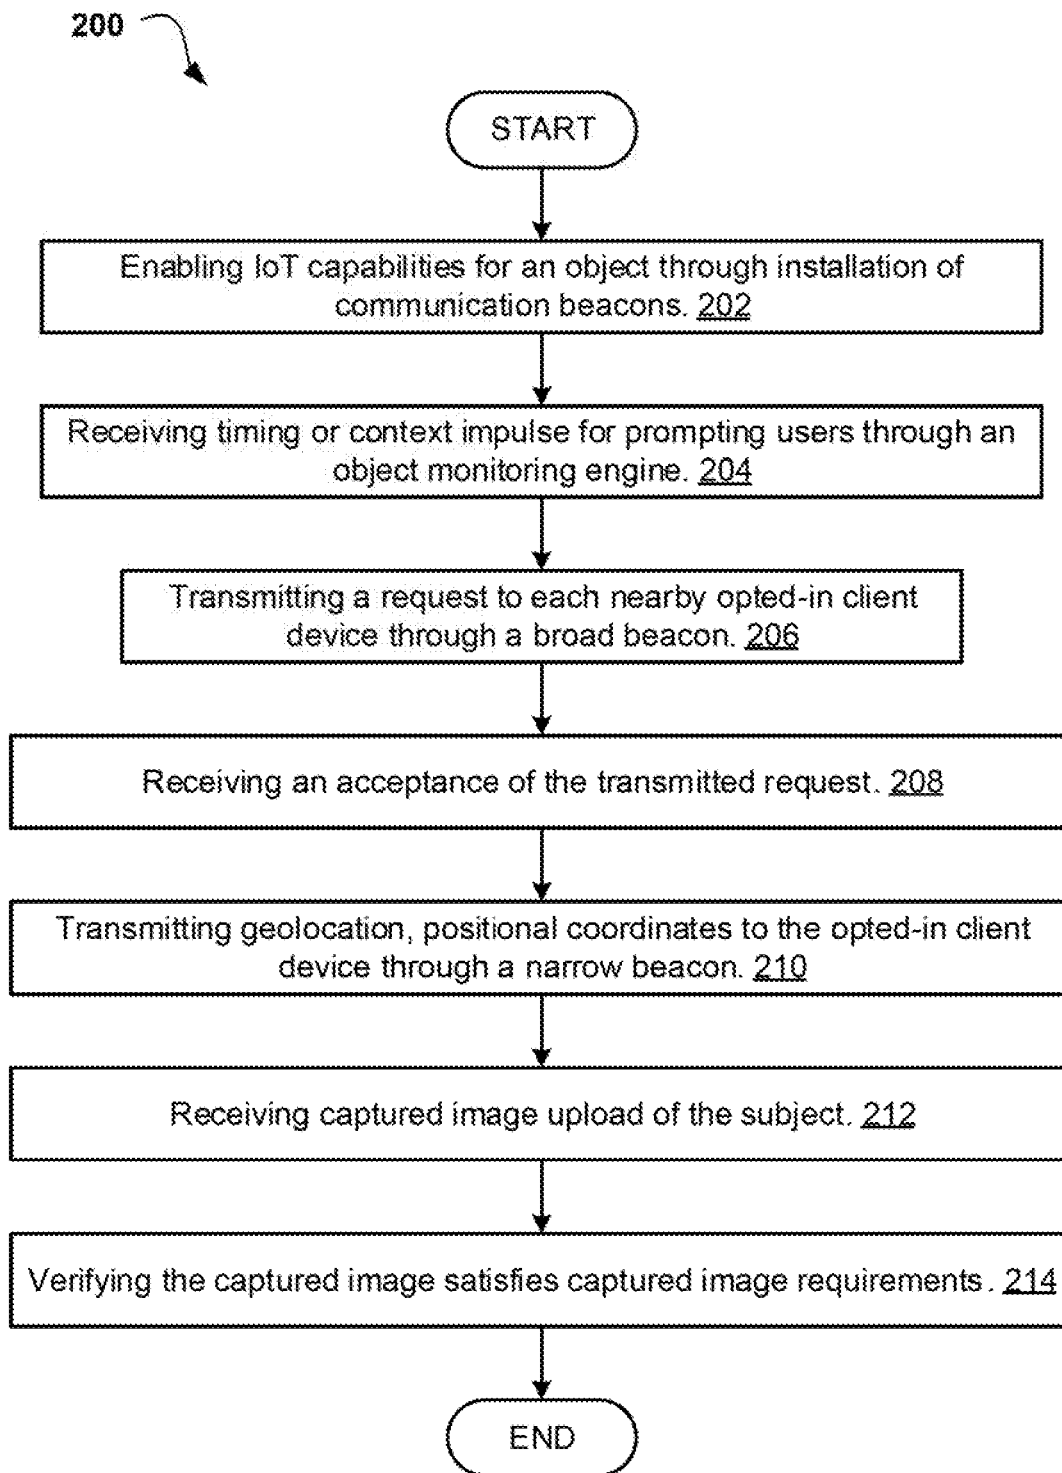 200
START
Enabling IoT capabilities for an object through installation of
communication beacons. 202
Receiving timing or context impulse for prompting users through an
object monitoring engine. 204
Transmitting a request to each nearby opted-in client
device through a broad beacon. 206
Receiving an acceptance of the transmitted request. 208
Transmitting geolocation, positional coordinates to the opted-in client
device through a narrow beacon. 210
Receiving captured image upload of the subject. 212
Verifying the captured image satisfies captured image requirements. 214
END